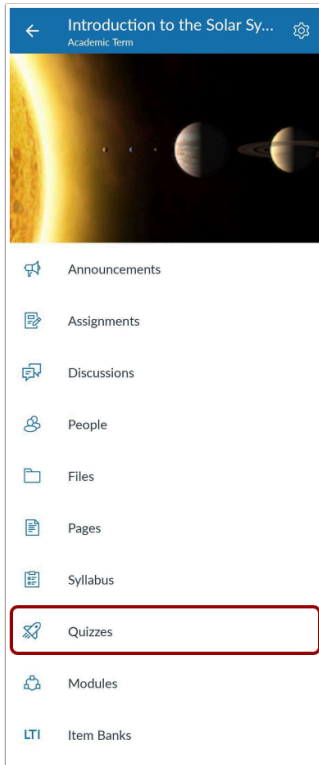 Introduction to the Solar Sy...
Academic Term
Announcements
Assignments
Discussions
People
Files
Pages
Syllabus
Quizzes
Modules
LTI Item Banks